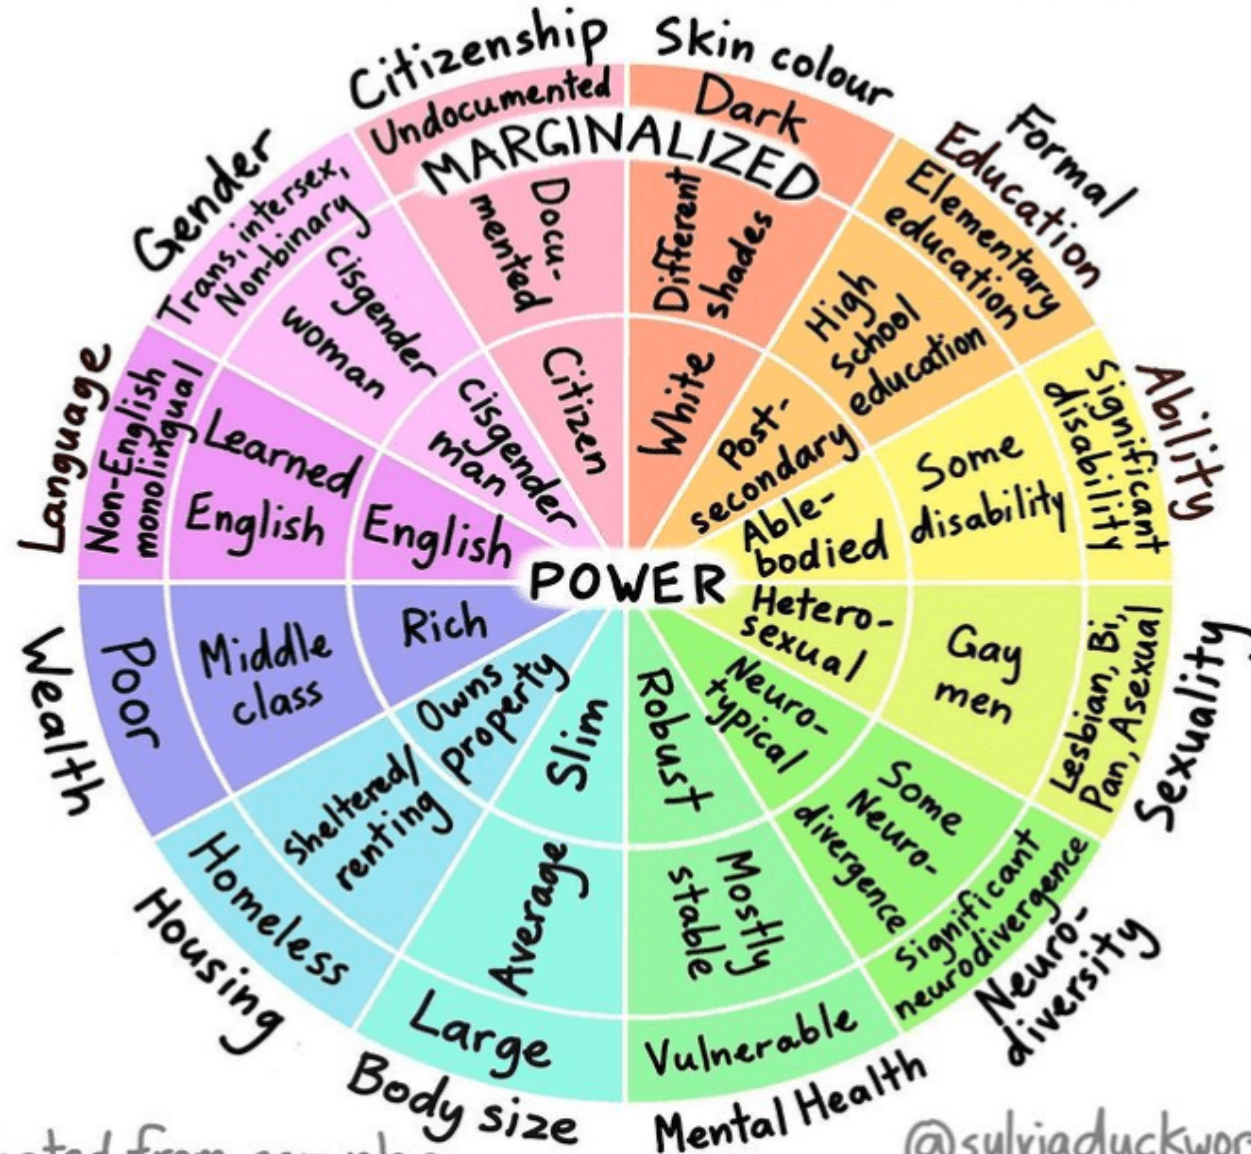 Citizenship
Undocumented
Docu-
mented
Citizen
Skin colour
Dark
Different
shades
White
Formal
Education
Elementary
education
High
School
education
Post-
secondary
Ability
Significant
disability
Some
disability
Able-
bodied
Sexuality
Lesbian, Bi,
Pan, Asexual
Gay
men
Hetero-
sexual
Neuro-
diversity
Significant
neurodivergence
Some
Neuro-
divergence
Neuro-
typical
Mental Health
Vulnerable
Mostly
stable
Robust
Body size
Large
Average
Slim
Housing
Homeless
Sheltered/
renting
Owns
property
Wealth
Poor
Middle
class
Rich
Language
Non-English
monolingual
Learned
English
English
Gender
Trans, intersex,
Non-binary
Cisgender
woman
Cisgender
man
MARGINALIZED
POWER
from